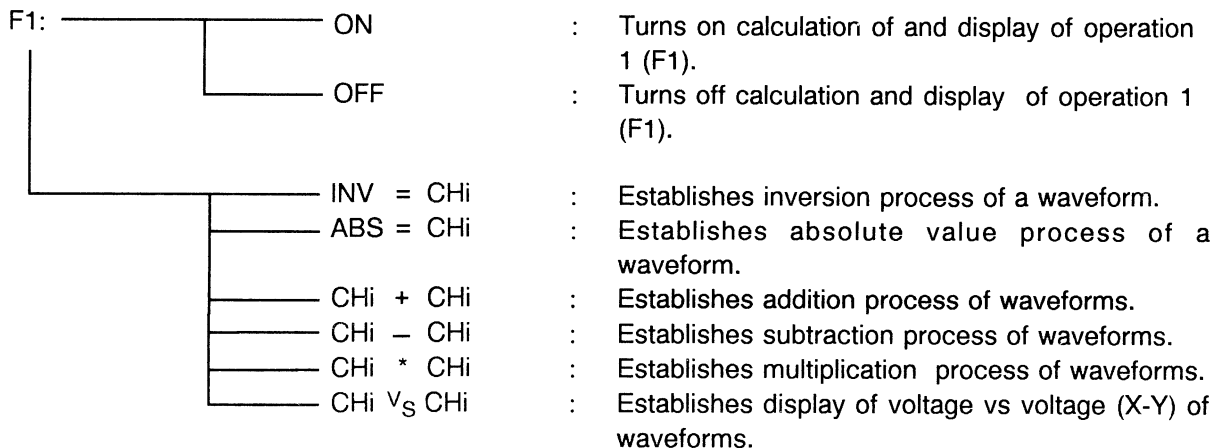 F1: ON : Turns on calculation of and display of operation
1 (F1).
OFF : Turns off calculation and display of operation 1
(F1).
INV = CHi : Establishes inversion process of a waveform.
ABS = CHi : Establishes absolute value process of a
waveform.
CHi + CHi : Establishes addition process of waveforms.
CHi – CHi : Establishes subtraction process of waveforms.
CHi * CHi : Establishes multiplication process of waveforms.
CHi VS CHi : Establishes display of voltage vs voltage (X-Y) of
waveforms.